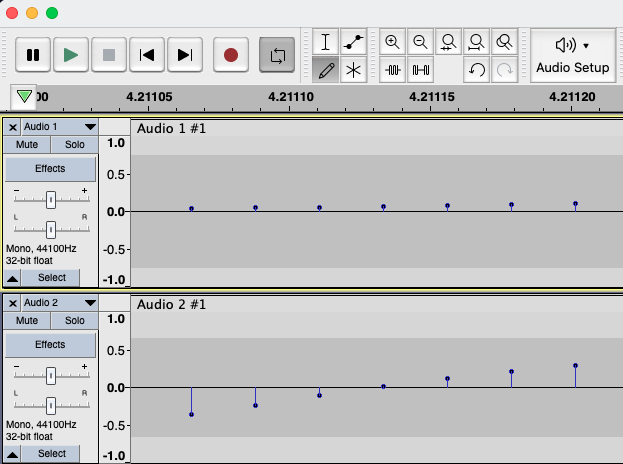 Audio Setup
00 4.21105 4.21110 4.21115 4.21120
Audio 1
Mute Solo
Effects
- +
L R
Mono, 44100Hz
32-bit float
Select
1.0
0.5
0.0
-0.5
-1.0
Audio 1 #1
Audio 2
Mute Solo
Effects
- +
L R
Mono, 44100Hz
32-bit float
Select
1.0
0.5
0.0
-0.5
-1.0
Audio 2 #1